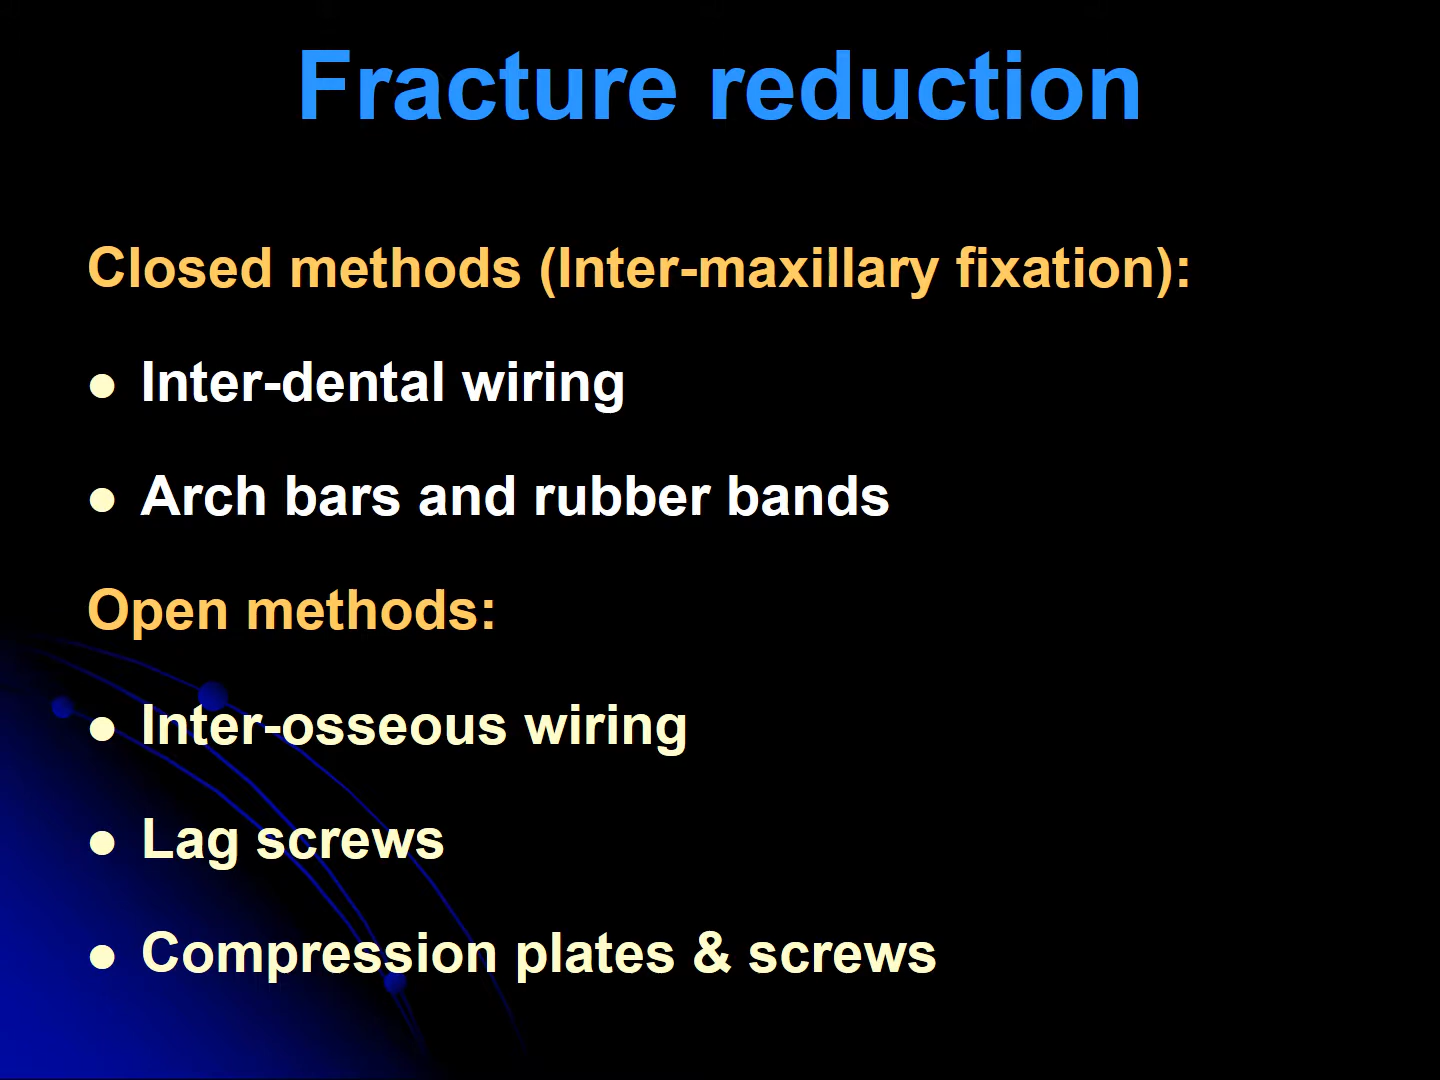 Fracture reduction
Closed methods (Inter-maxillary fixation):
● Inter-dental wiring
● Arch bars and rubber bands
Open methods:
● Inter-osseous wiring
● Lag screws
● Compression plates & screws